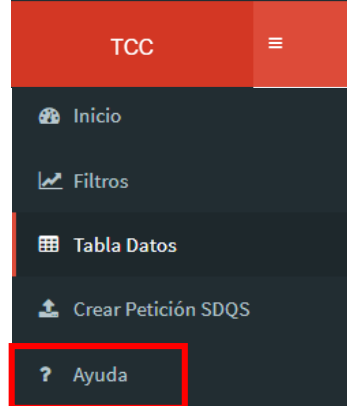 TCC
Inicio
Filtros
Tabla Datos
Crear Petición SDQS
? Ayuda